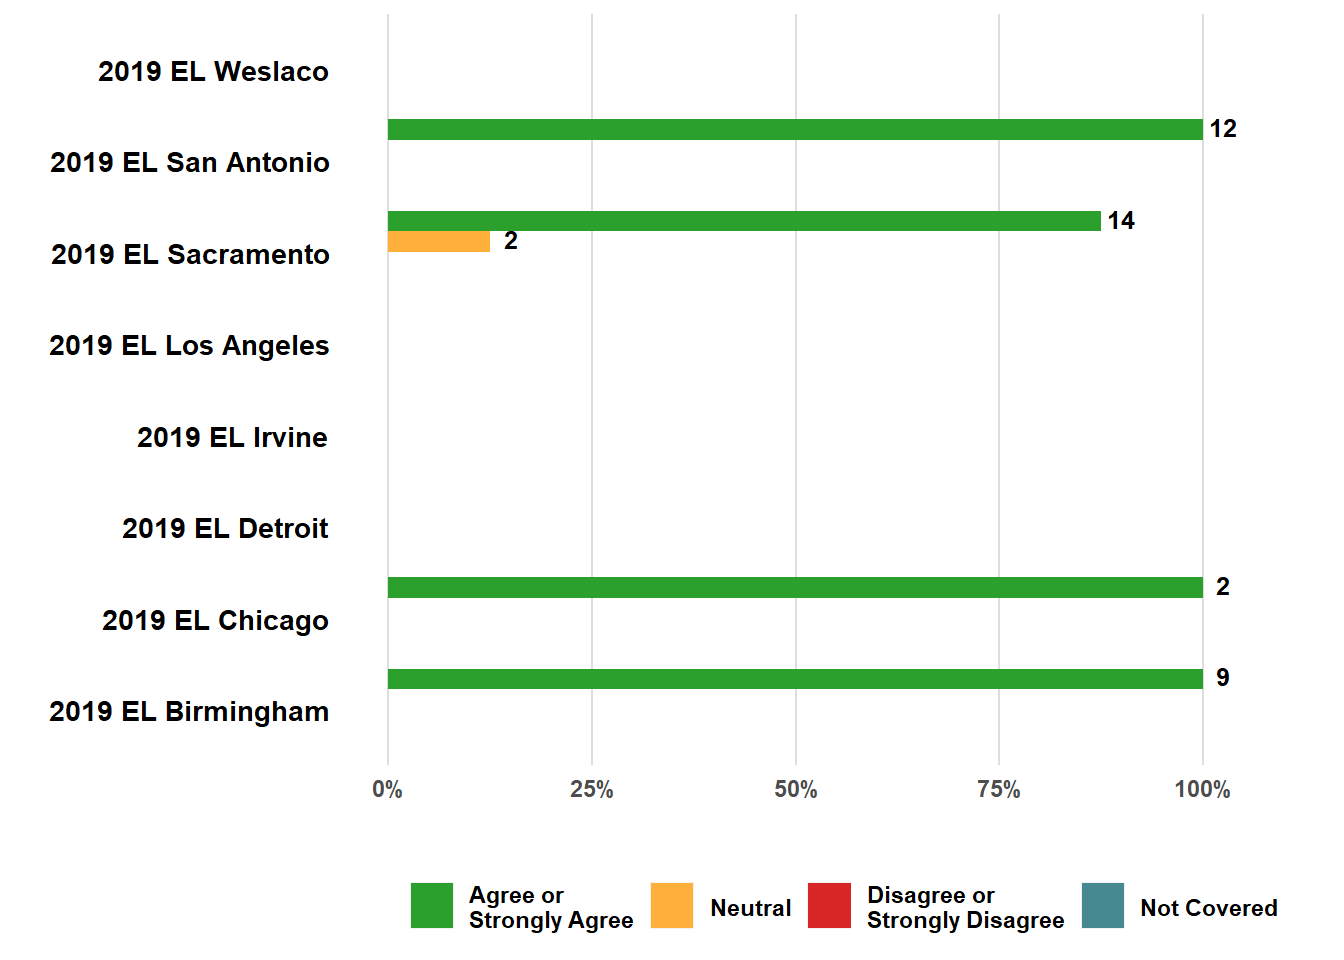 2019 EL Weslaco
12
2019 EL San Antonio
14
2
2019 EL Sacramento
2019 EL Los Angeles
2019 EL Irvine
2019 EL Detroit
2
2019 EL Chicago
9
2019 EL Birmingham
0% 25% 50% 75% 100%
Agree or
Strongly Agree
Neutral
Disagree or
Strongly Disagree
Not Covered